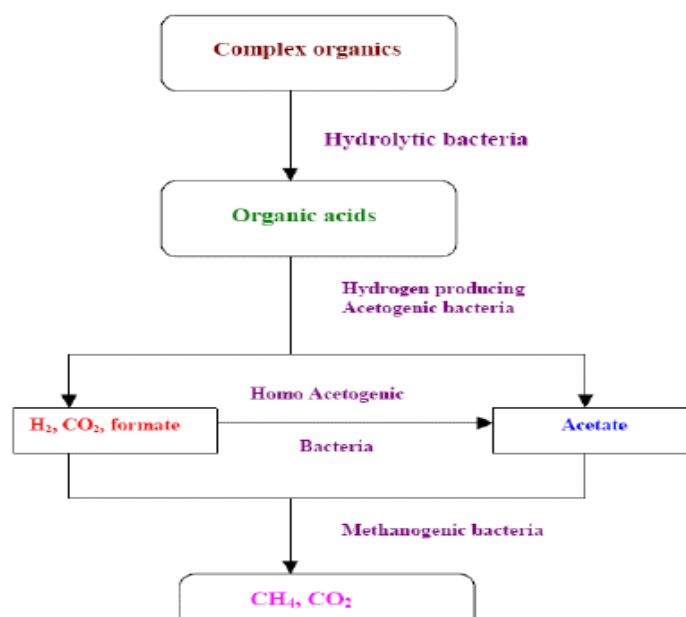 Complex organics
Hydrolytic bacteria
Organic acids
Hydrogen producing
Acetogenic bacteria
Homo Acetogenic
H₂, CO₂, formate
Acetate
Bacteria
Methanogenic bacteria
CH₄, CO₂